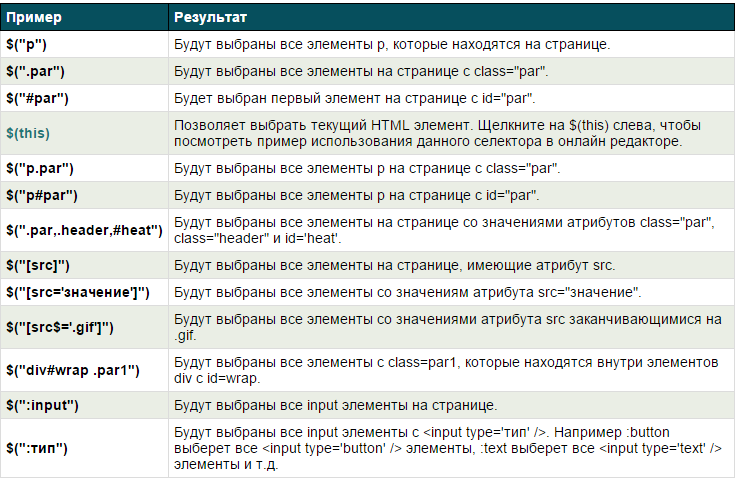 Пример Результат
$("p") Будут выбраны все элементы p, которые находятся на странице.
$(".par") Будут выбраны все элементы на странице с class="par".
$("#par") Будет выбран первый элемент на странице с id="par".
$(this) Позволяет выбрать текущий HTML элемент. Щелкните на $(this) слева, чтобы
посмотреть пример использования данного селектора в онлайн редакторе.
$("p.par") Будут выбраны все элементы p на странице с class="par".
$("p#par") Будут выбраны все элементы p на странице с id="par".
$(".par,.header,#heat") Будут выбраны все элементы на странице со значениями атрибутов class="par",
class="header" и id='heat'.
$("[src]") Будут выбраны все элементы на странице, имеющие атрибут src.
$("[src='значение']") Будут выбраны все элементы со значениям атрибута src="значение".
$("[src$='.gif']") Будут выбраны все элементы со значениями атрибута src заканчивающимися на
.gif.
$("div#wrap .par1") Будут выбраны все элементы с class=par1, которые находятся внутри элементов
div с id=wrap.
$(":input") Будут выбраны все input элементы на странице.
$(":тип") Будут выбраны все input элементы с <input type='тип' />. Например :button
выберет все <input type='button' /> элементы, :text выберет все <input type='text' />
элементы и т.д.